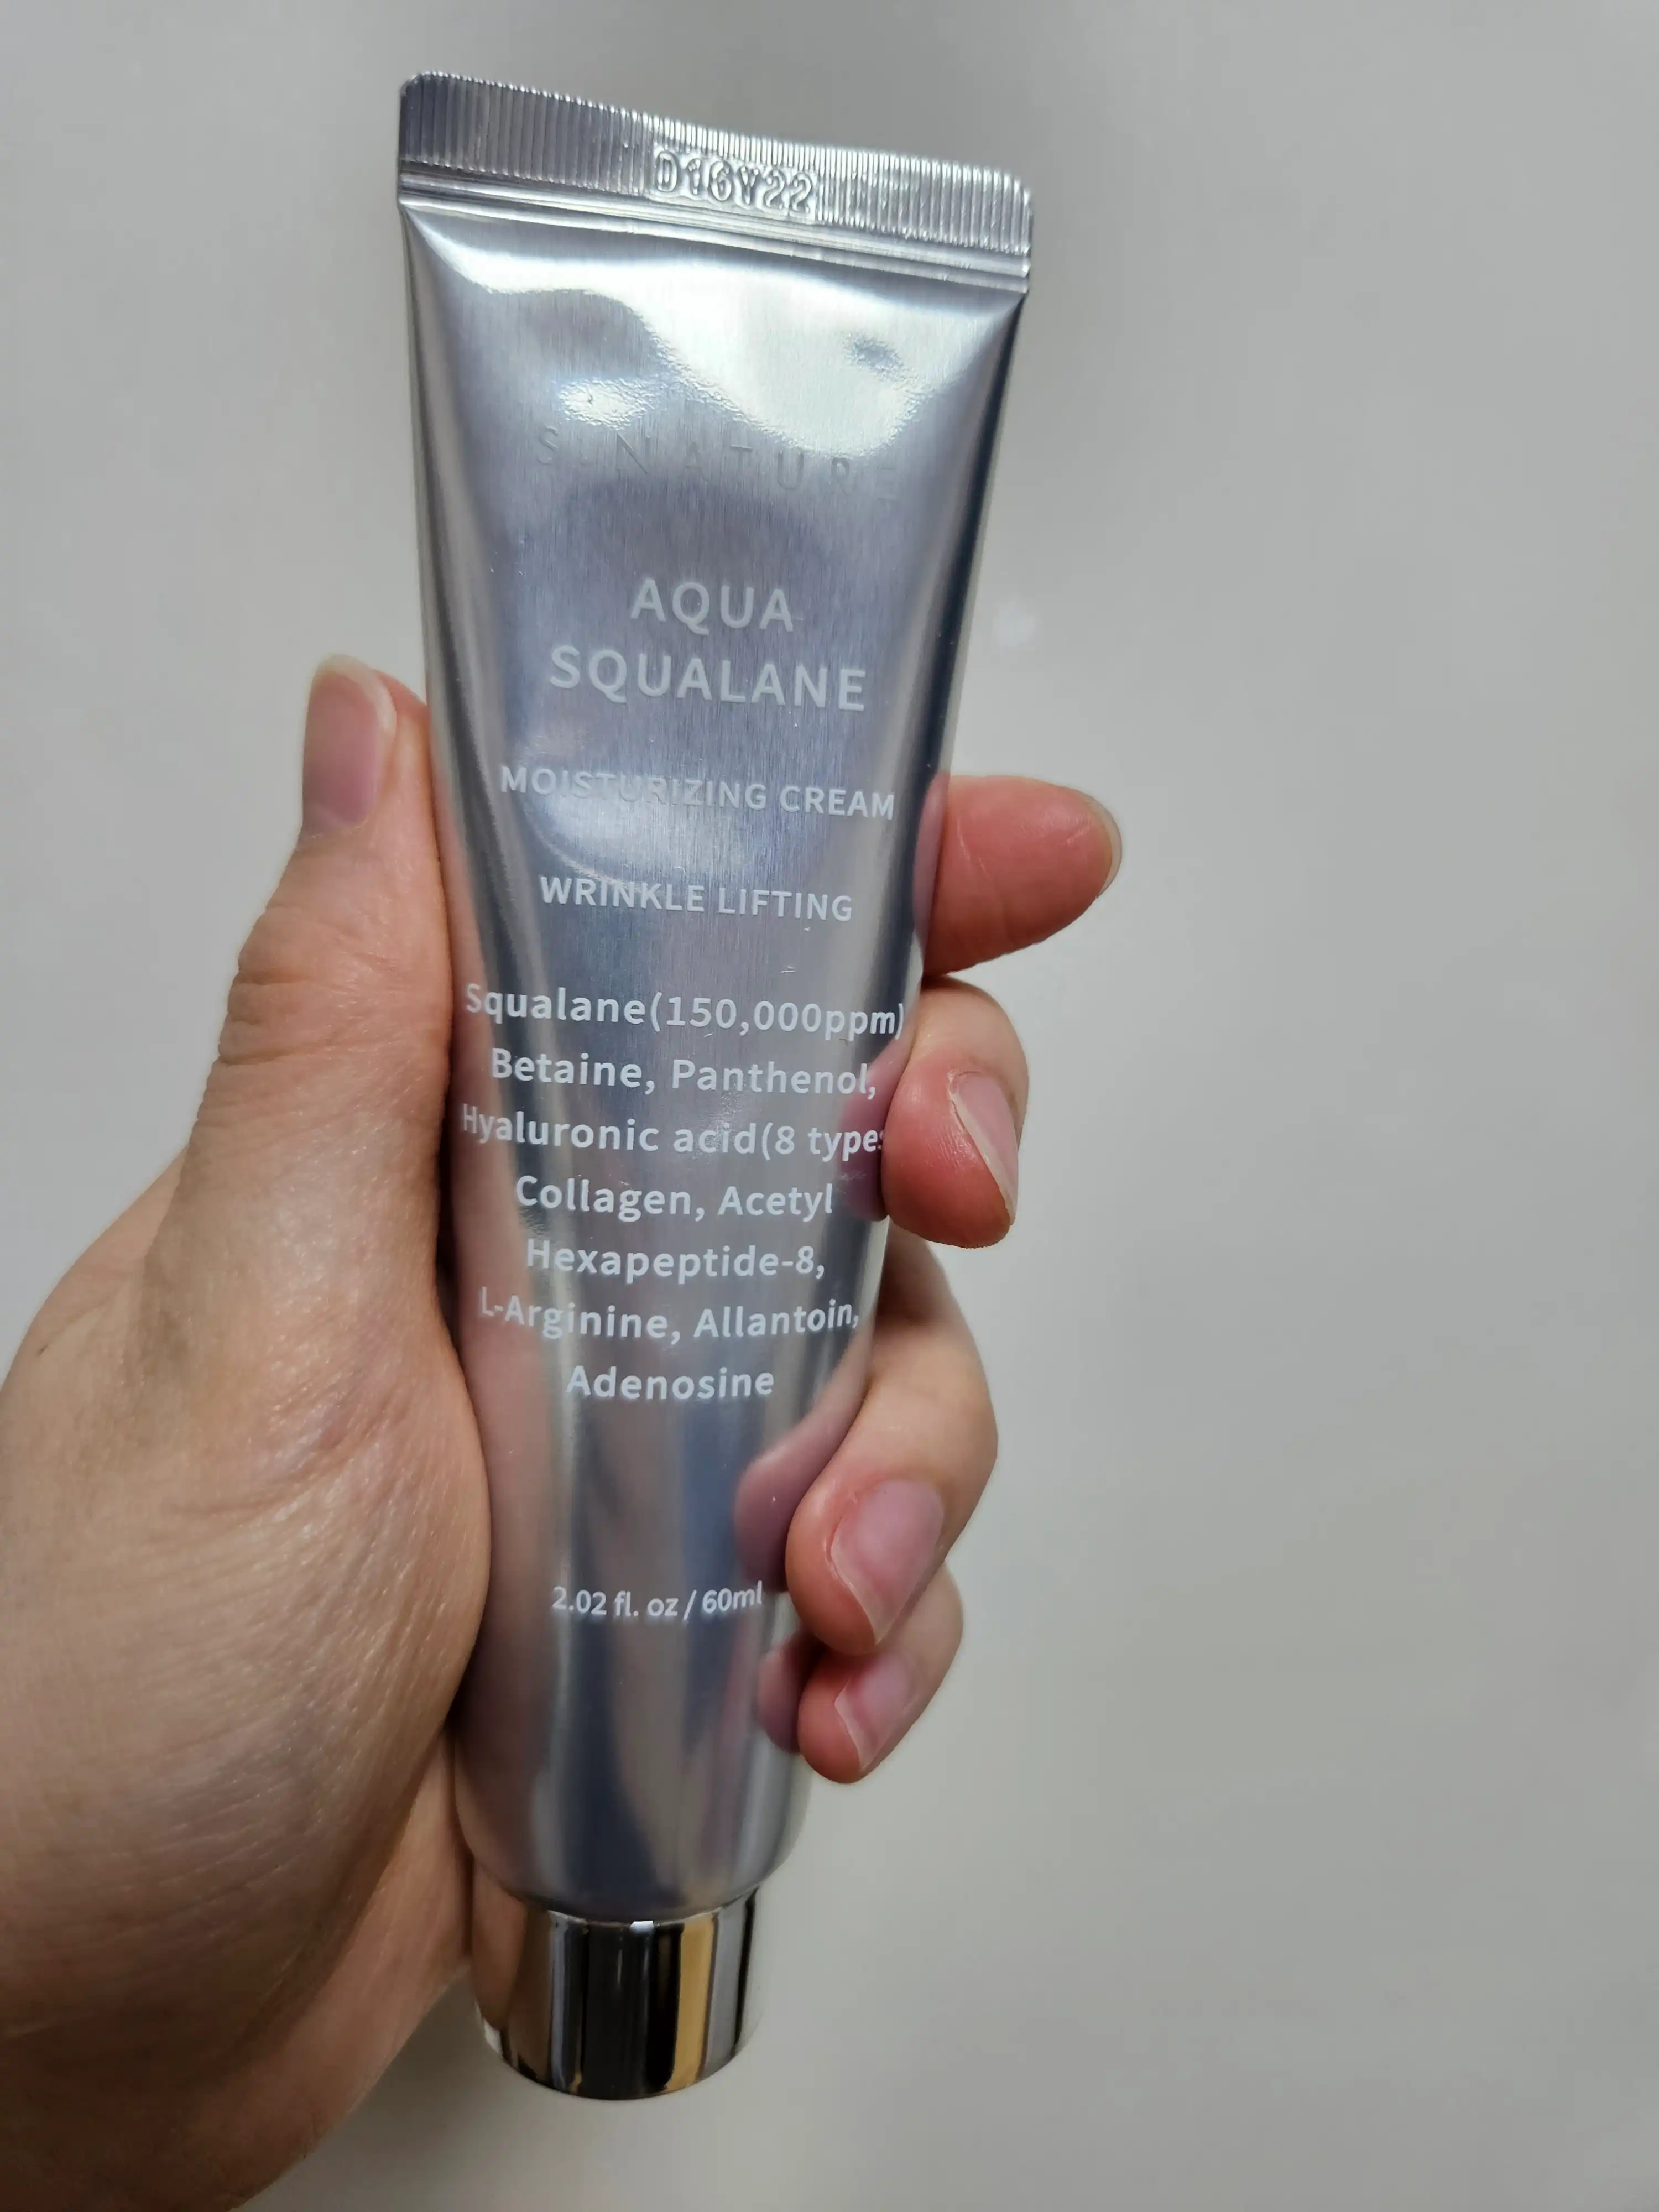 D16Y22
S.NATURE
AQUA
SQUALANE
MOISTURIZING CREAM
WRINKLE LIFTING
Squalane(150,000ppm)
Betaine, Panthenol,
Hyaluronic acid(8 types
Collagen, Acetyl
Hexapeptide-8,
L-Arginine, Allantoin,
Adenosine
2.02 fl. oz / 60ml